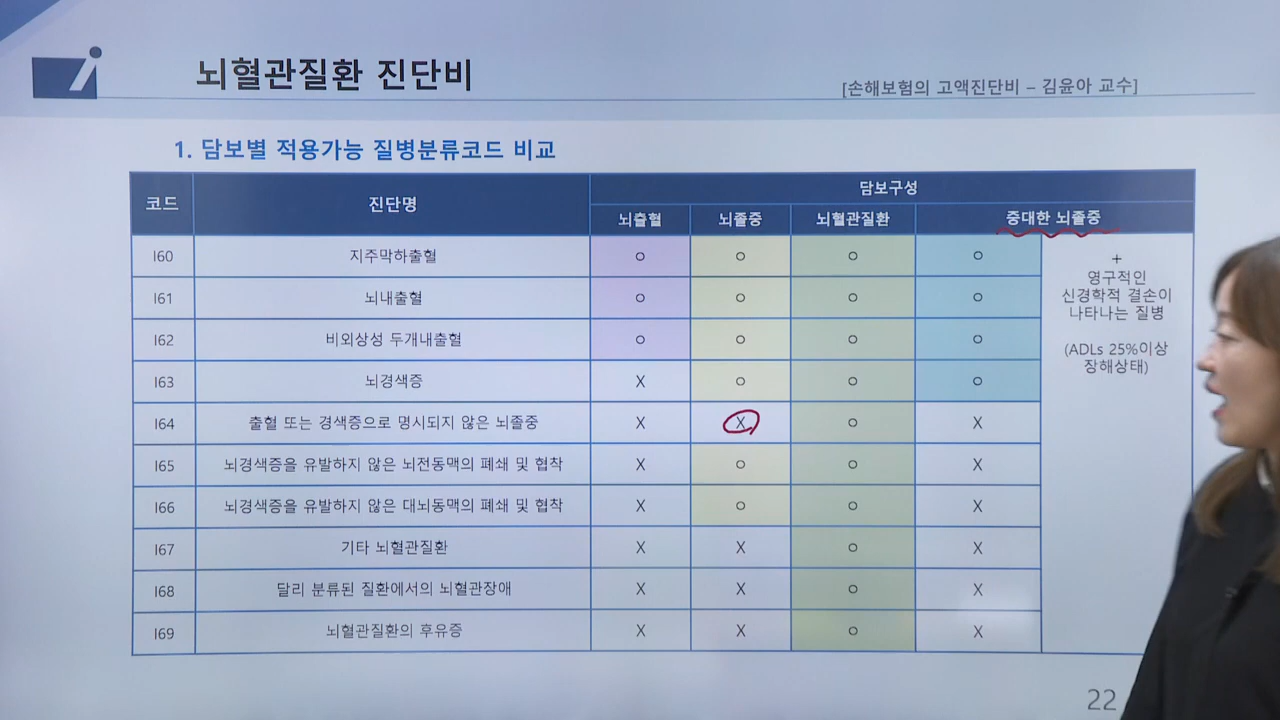 뇌혈관질환 진단비
[손해보험의 고액진단비 – 김윤아 교수]
1. 담보별 적용가능 질병분류코드 비교
코드 진단명 담보구성
뇌출혈 뇌졸중 뇌혈관질환 중대한 뇌졸중
I60 지주막하출혈 ○ ○ ○ ○
I61 뇌내출혈 ○ ○ ○ ○
I62 비외상성 두개내출혈 ○ ○ ○ ○
I63 뇌경색증 X ○ ○ ○
I64 출혈 또는 경색증으로 명시되지 않은 뇌졸중 X X ○ X
I65 뇌경색증을 유발하지 않은 뇌전동맥의 폐쇄 및 협착 X ○ ○ X
I66 뇌경색증을 유발하지 않은 대뇌동맥의 폐쇄 및 협착 X ○ ○ X
I67 기타 뇌혈관질환 X X ○ X
I68 달리 분류된 질환에서의 뇌혈관장애 X X ○ X
I69 뇌혈관질환의 후유증 X X ○ X
+
영구적인
신경학적 결손이
나타나는 질병
(ADLs 25%이상
장해상태)
22